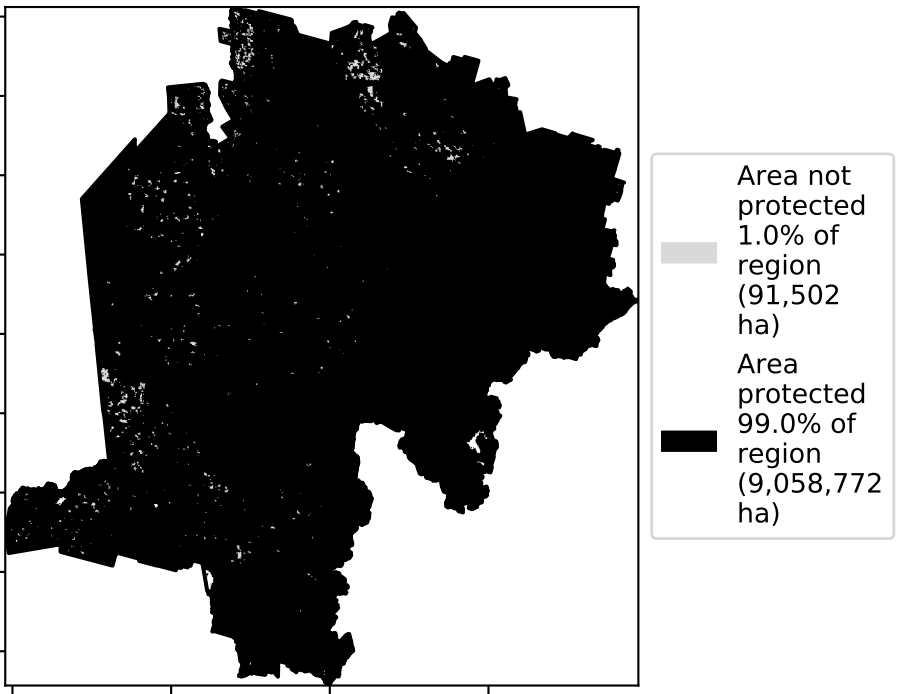 Area not
protected
1.0% of
region
(91,502
ha)
Area
protected
99.0% of
region
(9,058,772
ha)